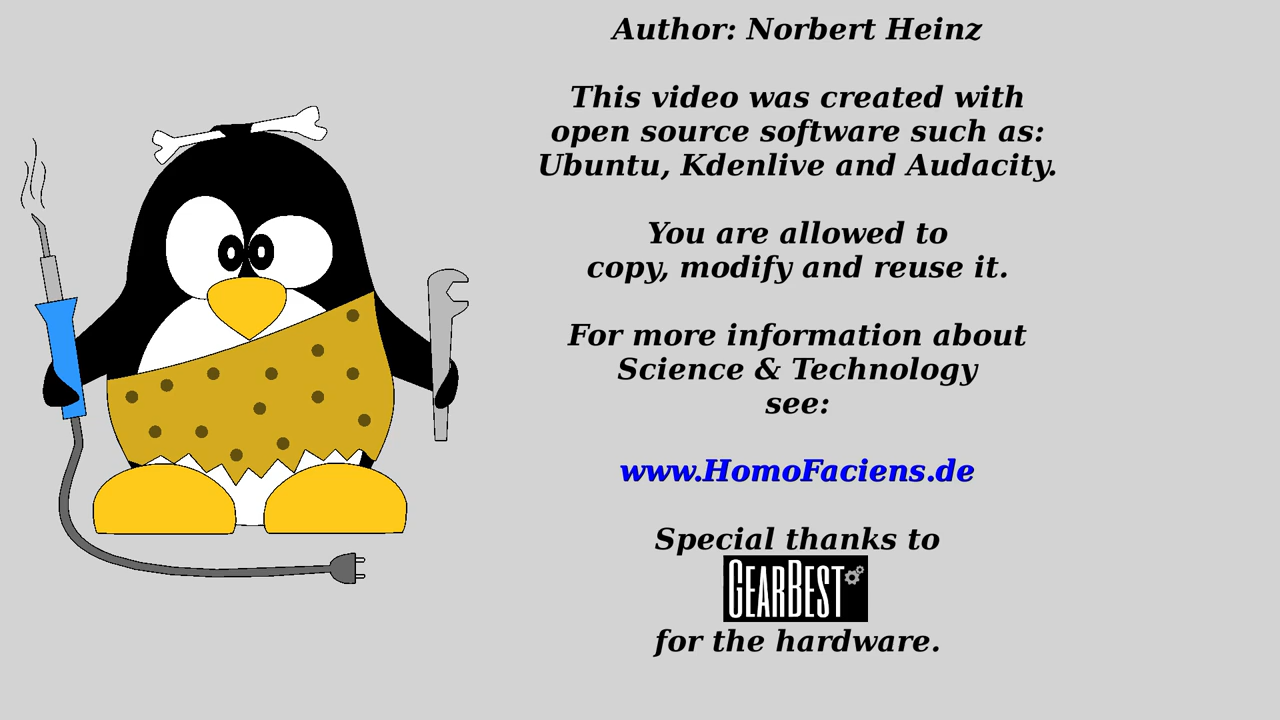 Author: Norbert Heinz
This video was created with
open source software such as:
Ubuntu, Kdenlive and Audacity.
You are allowed to
copy, modify and reuse it.
For more information about
Science & Technology
see:
www.HomoFaciens.de
Special thanks to
GEARBEST
for the hardware.